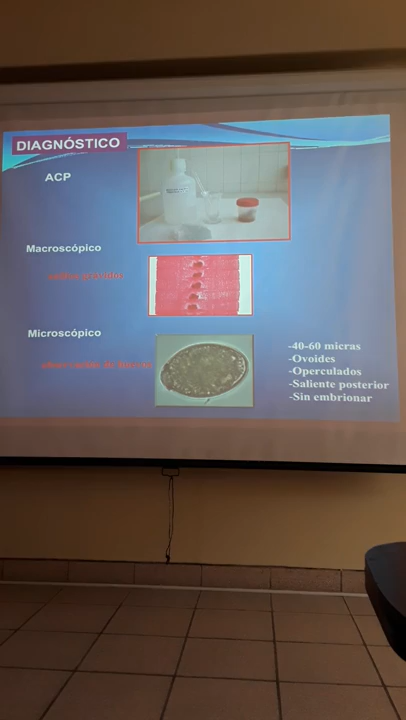 DIAGNÓSTICO
ACP
Macroscópico
Microscópico
-40-60 micras
-Ovoides
-Operculados
-Saliente posterior
-Sin embrionar